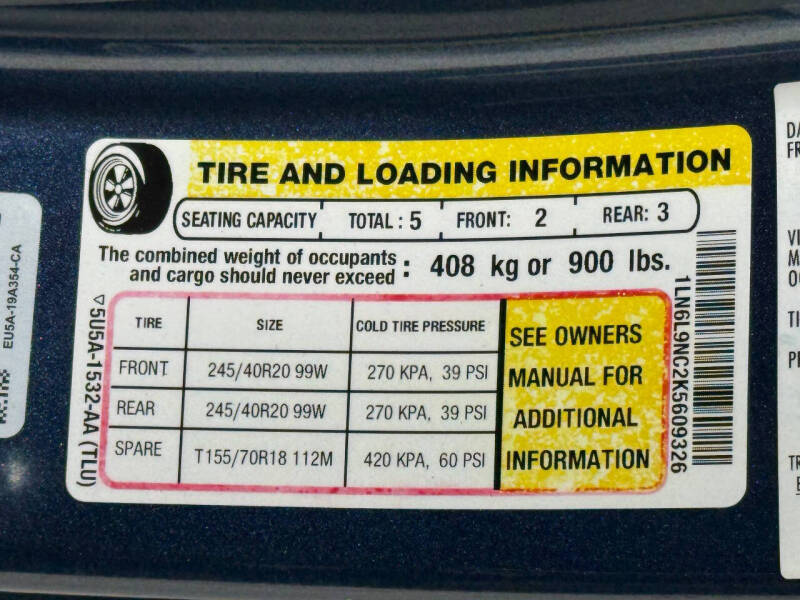 TIRE AND LOADING INFORMATION
SEATING CAPACITY TOTAL : 5 FRONT: 2 REAR: 3
The combined weight of occupants
and cargo should never exceed : 408 kg or 900 lbs.
TIRE SIZE COLD TIRE PRESSURE
FRONT 245/40R20 99W 270 KPA, 39 PSI
REAR 245/40R20 99W 270 KPA, 39 PSI
SPARE T155/70R18 112M 420 KPA, 60 PSI
SEE OWNERS
MANUAL FOR
ADDITIONAL
INFORMATION
5U5A-1532-AA (TLU)
1LN6L9NC2K5609326
EU5A-19A354-CA